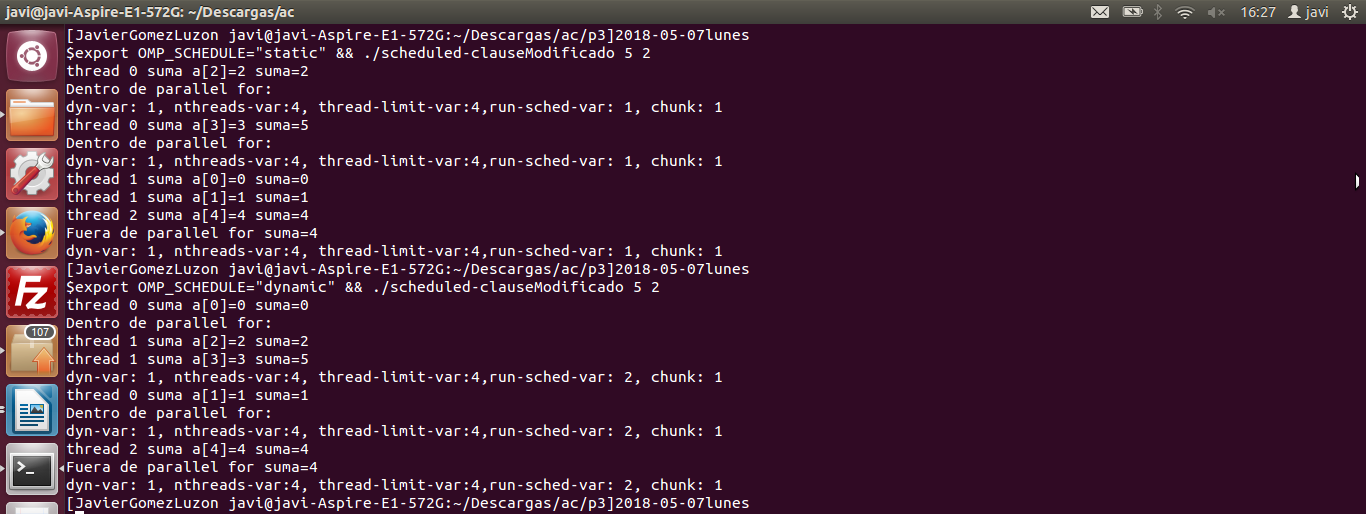 javi@javi-Aspire-E1-572G: ~/Descargas/ac
16:27 javi
[JavierGomezLuzon javi@javi-Aspire-E1-572G:~/Descargas/ac/p3]2018-05-07lunes
$export OMP_SCHEDULE="static" && ./scheduled-clauseModificado 5 2
thread 0 suma a[2]=2 suma=2
Dentro de parallel for:
dyn-var: 1, nthreads-var:4, thread-limit-var:4,run-sched-var: 1, chunk: 1
thread 0 suma a[3]=3 suma=5
Dentro de parallel for:
dyn-var: 1, nthreads-var:4, thread-limit-var:4,run-sched-var: 1, chunk: 1
thread 1 suma a[0]=0 suma=0
thread 1 suma a[1]=1 suma=1
thread 2 suma a[4]=4 suma=4
Fuera de parallel for suma=4
dyn-var: 1, nthreads-var:4, thread-limit-var:4,run-sched-var: 1, chunk: 1
[JavierGomezLuzon javi@javi-Aspire-E1-572G:~/Descargas/ac/p3]2018-05-07lunes
$export OMP_SCHEDULE="dynamic" && ./scheduled-clauseModificado 5 2
thread 0 suma a[0]=0 suma=0
Dentro de parallel for:
thread 1 suma a[2]=2 suma=2
thread 1 suma a[3]=3 suma=5
dyn-var: 1, nthreads-var:4, thread-limit-var:4,run-sched-var: 2, chunk: 1
thread 0 suma a[1]=1 suma=1
Dentro de parallel for:
dyn-var: 1, nthreads-var:4, thread-limit-var:4,run-sched-var: 2, chunk: 1
thread 2 suma a[4]=4 suma=4
Fuera de parallel for suma=4
dyn-var: 1, nthreads-var:4, thread-limit-var:4,run-sched-var: 2, chunk: 1
[JavierGomezLuzon javi@javi-Aspire-E1-572G:~/Descargas/ac/p3]2018-05-07lunes
Fz
107
>_